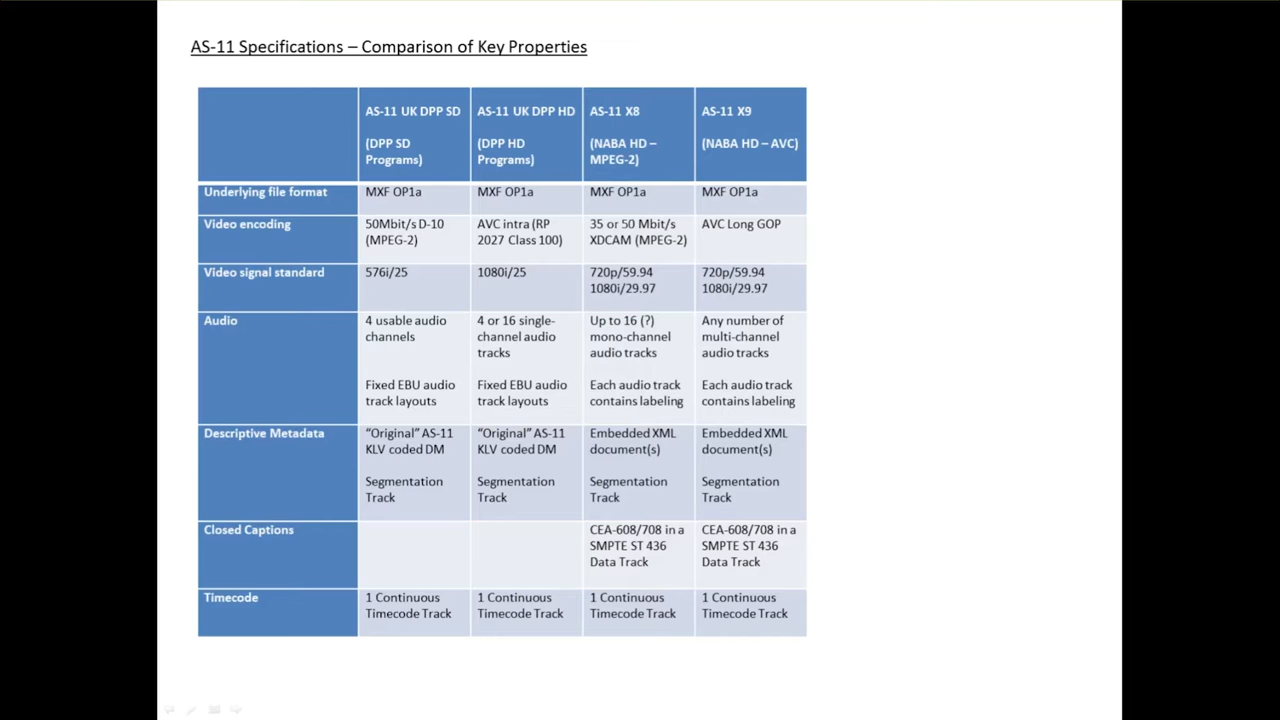 AS-11 Specifications – Comparison of Key Properties
AS-11 UK DPP SD
(DPP SD
Programs)
AS-11 UK DPP HD
(DPP HD
Programs)
AS-11 X8
(NABA HD –
MPEG-2)
AS-11 X9
(NABA HD – AVC)
Underlying file format
MXF OP1a
MXF OP1a
MXF OP1a
MXF OP1a
Video encoding
50Mbit/s D-10
(MPEG-2)
AVC intra (RP
2027 Class 100)
35 or 50 Mbit/s
XDCAM (MPEG-2)
AVC Long GOP
Video signal standard
576i/25
1080i/25
720p/59.94
1080i/29.97
720p/59.94
1080i/29.97
Audio
4 usable audio
channels
Fixed EBU audio
track layouts
4 or 16 single-
channel audio
tracks
Fixed EBU audio
track layouts
Up to 16 (?)
mono-channel
audio tracks
Each audio track
contains labeling
Any number of
multi-channel
audio tracks
Each audio track
contains labeling
Descriptive Metadata
“Original” AS-11
KLV coded DM
Segmentation
Track
“Original” AS-11
KLV coded DM
Segmentation
Track
Embedded XML
document(s)
Segmentation
Track
Embedded XML
document(s)
Segmentation
Track
Closed Captions
CEA-608/708 in a
SMPTE ST 436
Data Track
CEA-608/708 in a
SMPTE ST 436
Data Track
Timecode
1 Continuous
Timecode Track
1 Continuous
Timecode Track
1 Continuous
Timecode Track
1 Continuous
Timecode Track